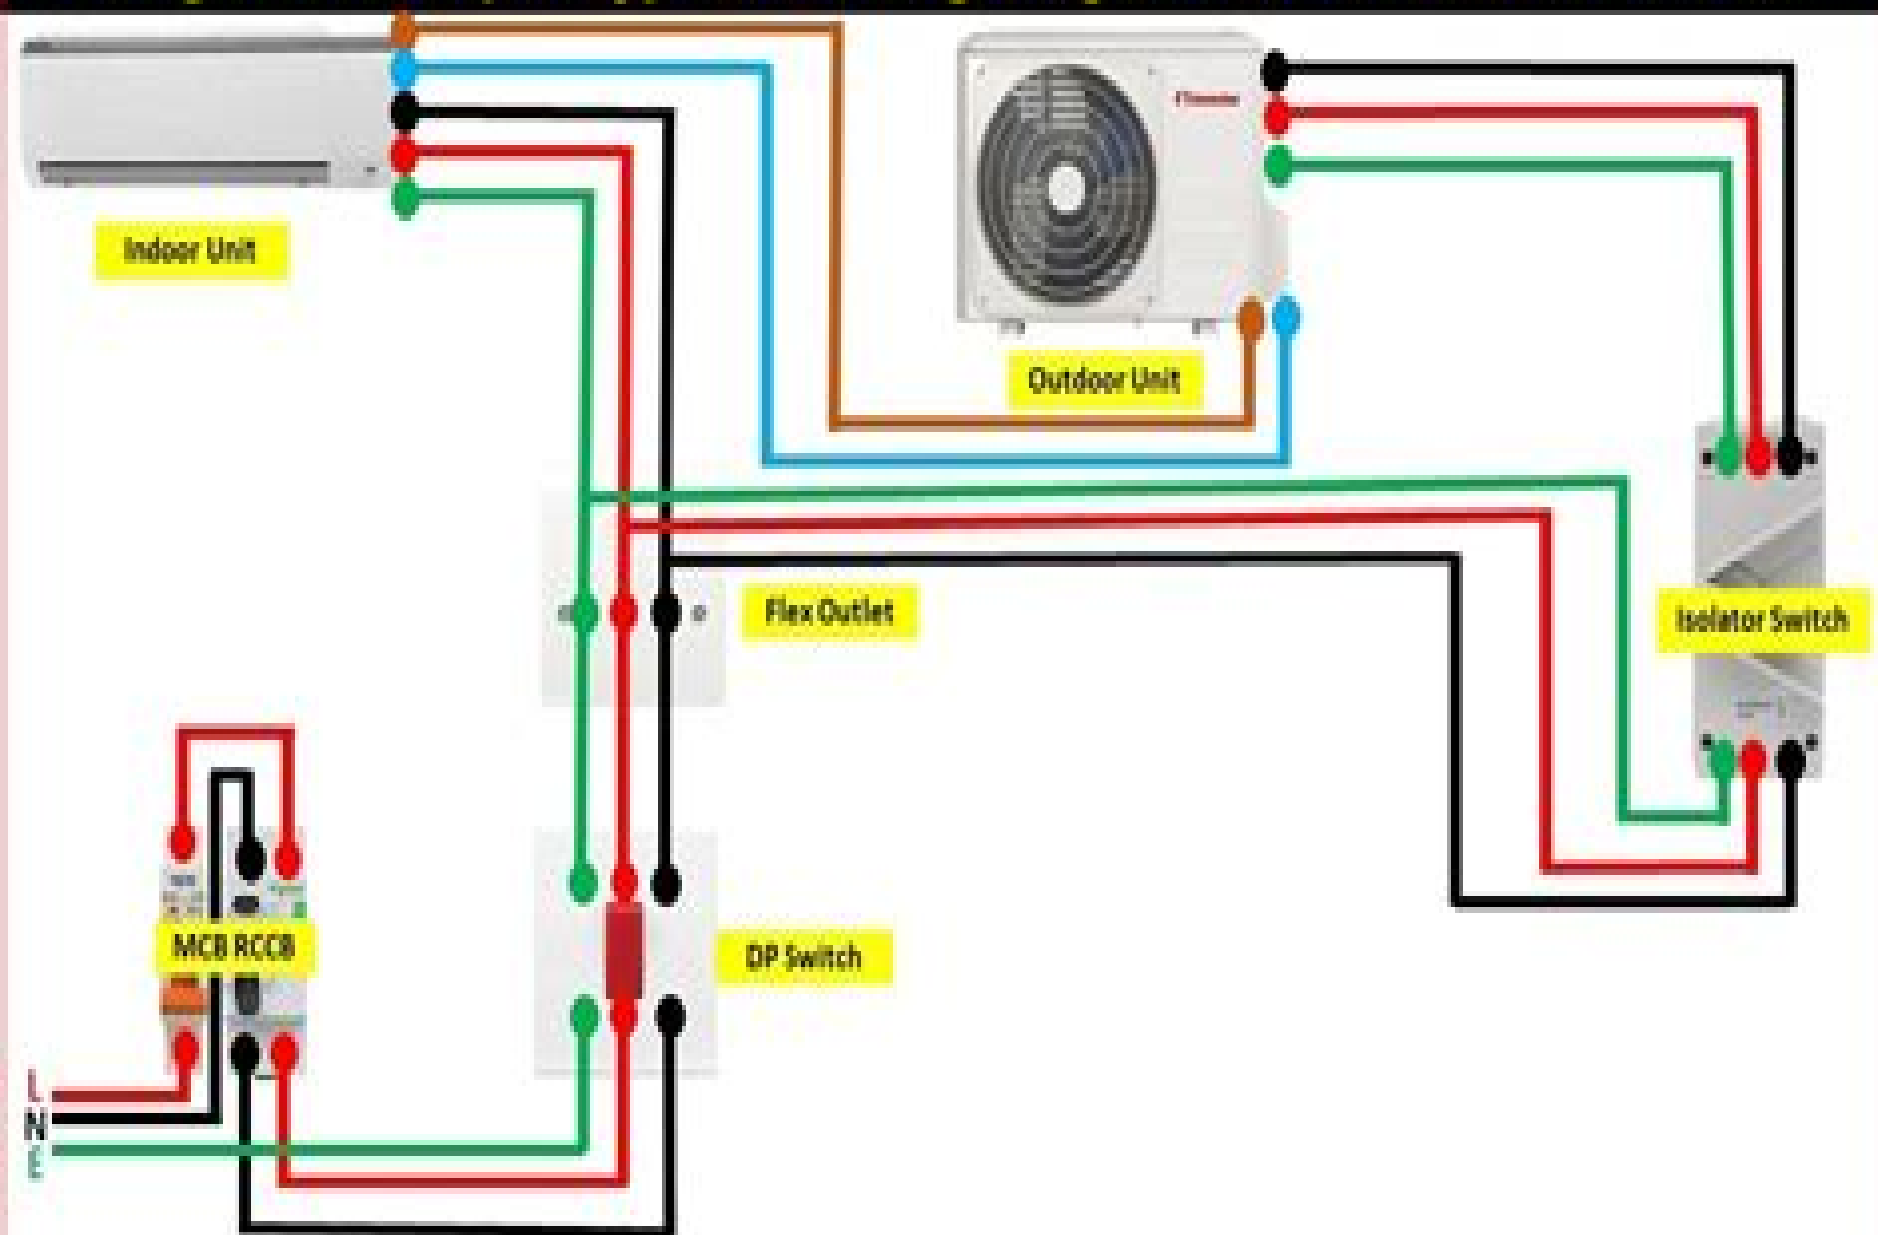 Indoor Unit
Outdoor Unit
Flex Outlet
Isolator Switch
MCB RCCB
DP Switch
L
N
E